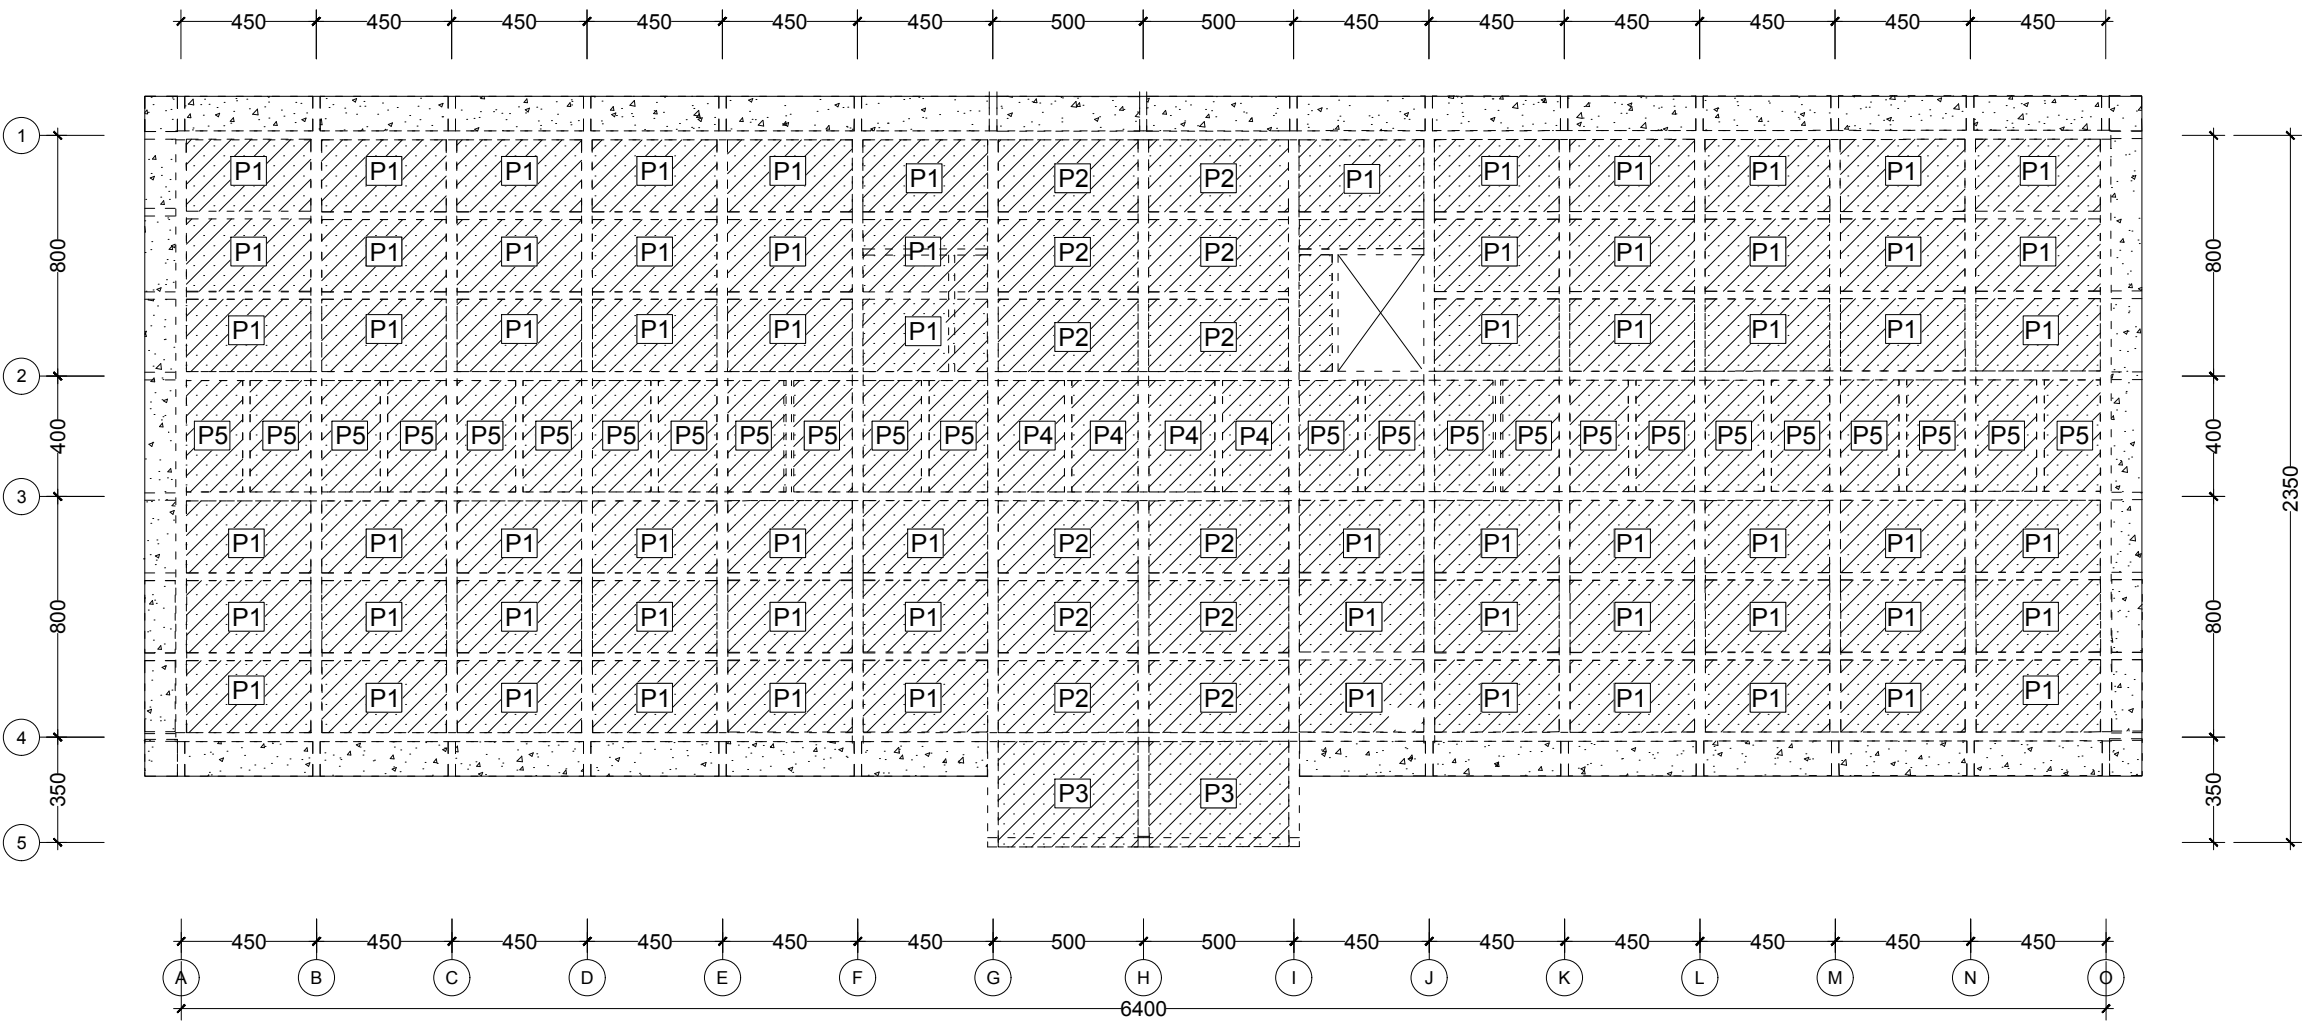 450 450 450 450 450 450 500 500 450 450 450 450 450 450
1
P1 P1 P1 P1 P1 P1 P2 P2 P1 P1 P1 P1 P1 P1
800 P1 P1 P1 P1 P1 P1 P2 P2 P1 P1 P1 P1 P1 800
P1 P1 P1 P1 P1 P1 P2 P2 P1 P1 P1 P1 P1
2
400 P5 P5 P5 P5 P5 P5 P5 P5 P5 P5 P5 P5 P4 P4 P4 P4 P5 P5 P5 P5 P5 P5 P5 P5 P5 P5 P5 P5 400
3 2350
P1 P1 P1 P1 P1 P1 P2 P2 P1 P1 P1 P1 P1 P1
800 P1 P1 P1 P1 P1 P1 P2 P2 P1 P1 P1 P1 P1 P1 800
P1 P1 P1 P1 P1 P1 P2 P2 P1 P1 P1 P1 P1 P1
4
350 P3 P3 350
5
450 450 450 450 450 450 500 500 450 450 450 450 450 450
A B C D E F G H I J K L M N O
6400